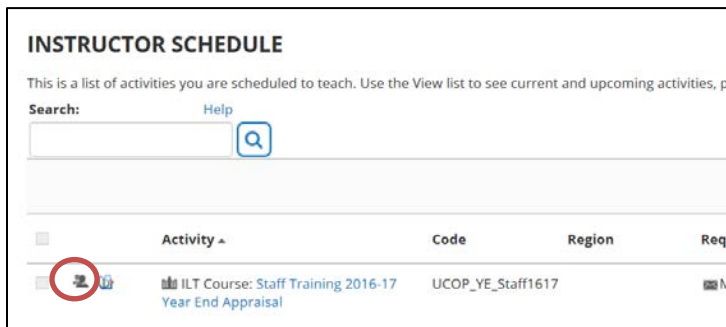 INSTRUCTOR SCHEDULE
This is a list of activities you are scheduled to teach. Use the View list to see current and upcoming activities, p
Search: Help
Activity Code Region Req
ILT Course: Staff Training 2016-17 UCOP_YE_Staff1617 M
Year End Appraisal